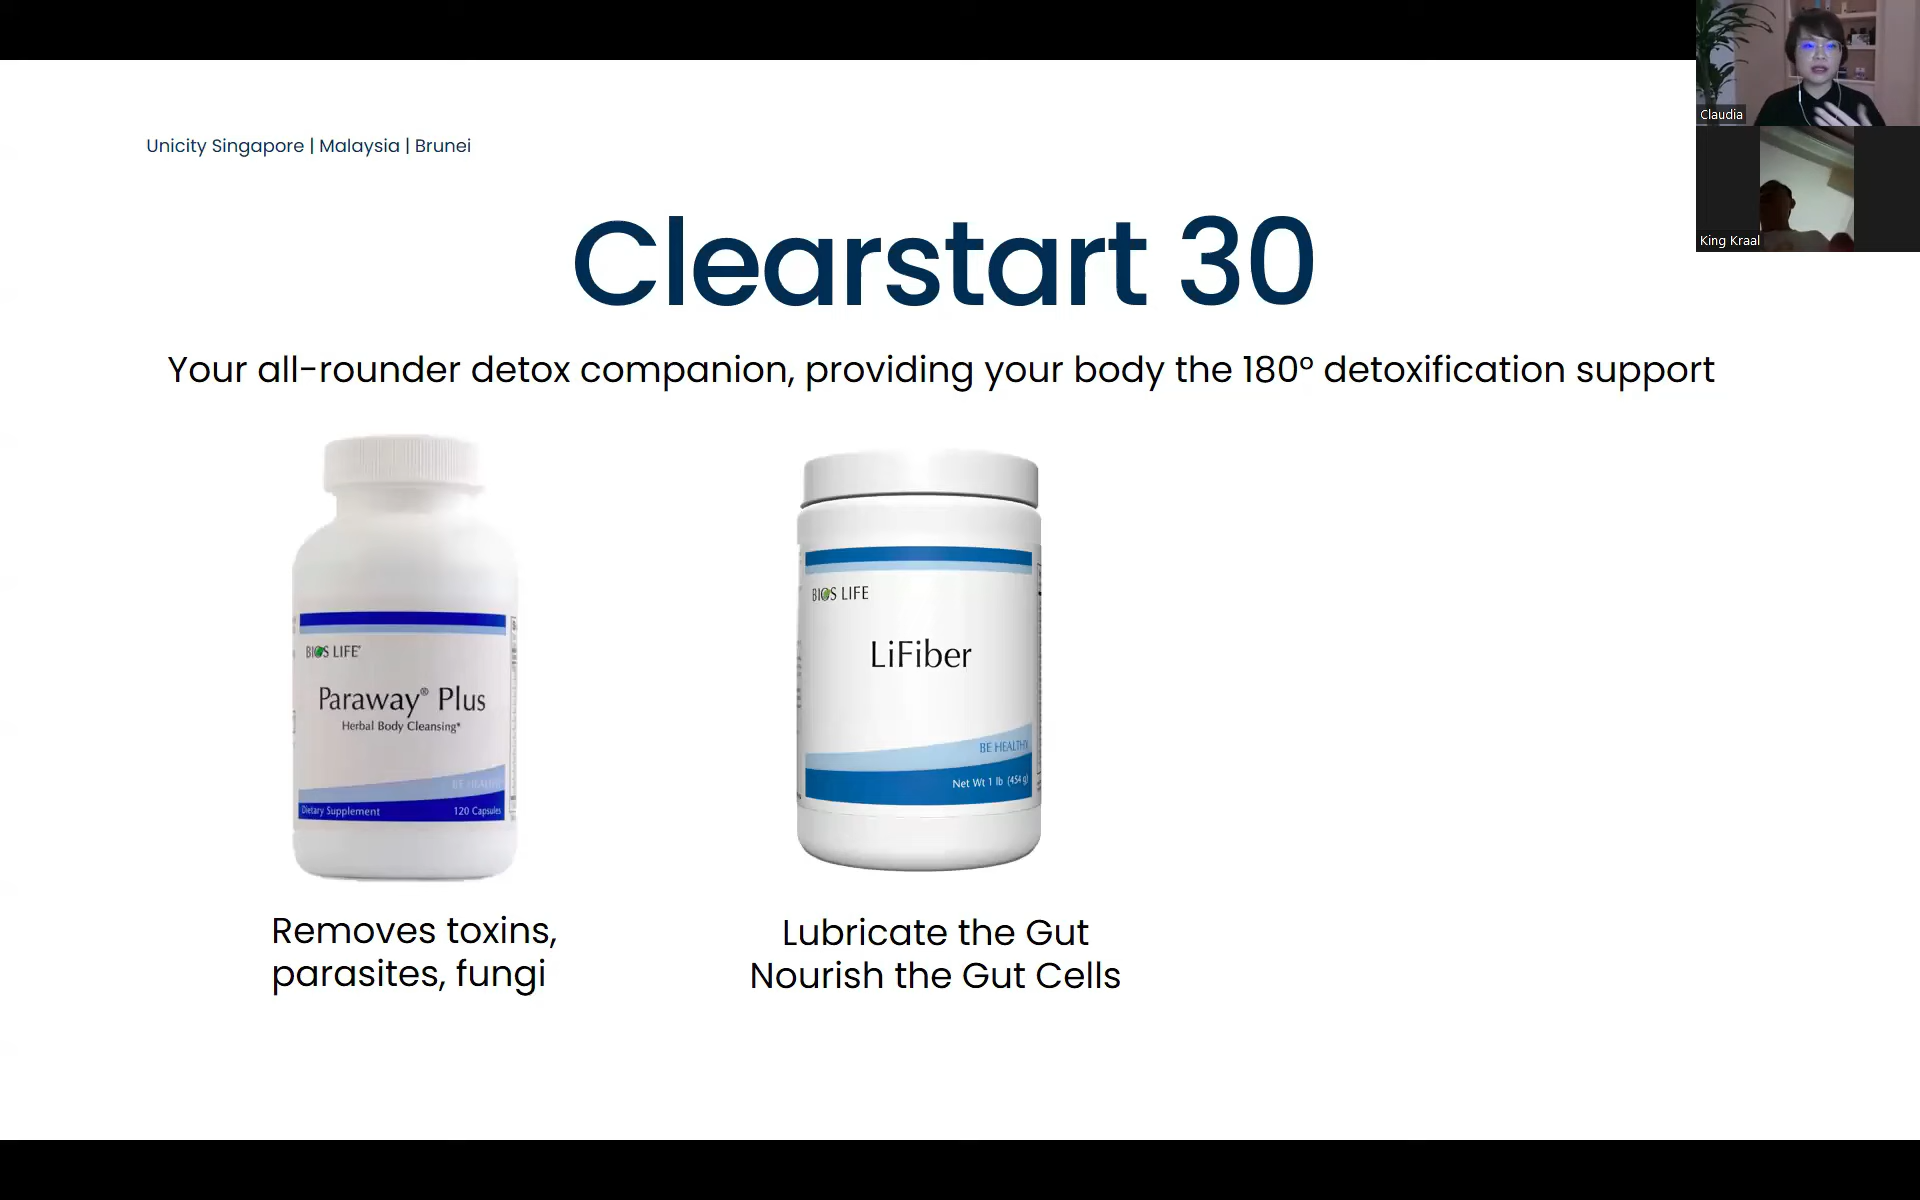 Claudia
King Kraal
Unicity Singapore | Malaysia | Brunei
Clearstart 30
Your all-rounder detox companion, providing your body the 180° detoxification support
BIOS LIFE®
Paraway® Plus
Herbal Body Cleansing*
BE HEALTHY
Dietary Supplement
120 Capsules
BIOS LIFE
LiFiber
BE HEALTHY
Net Wt 1 lb (454 g)
Removes toxins,
parasites, fungi
Lubricate the Gut
Nourish the Gut Cells